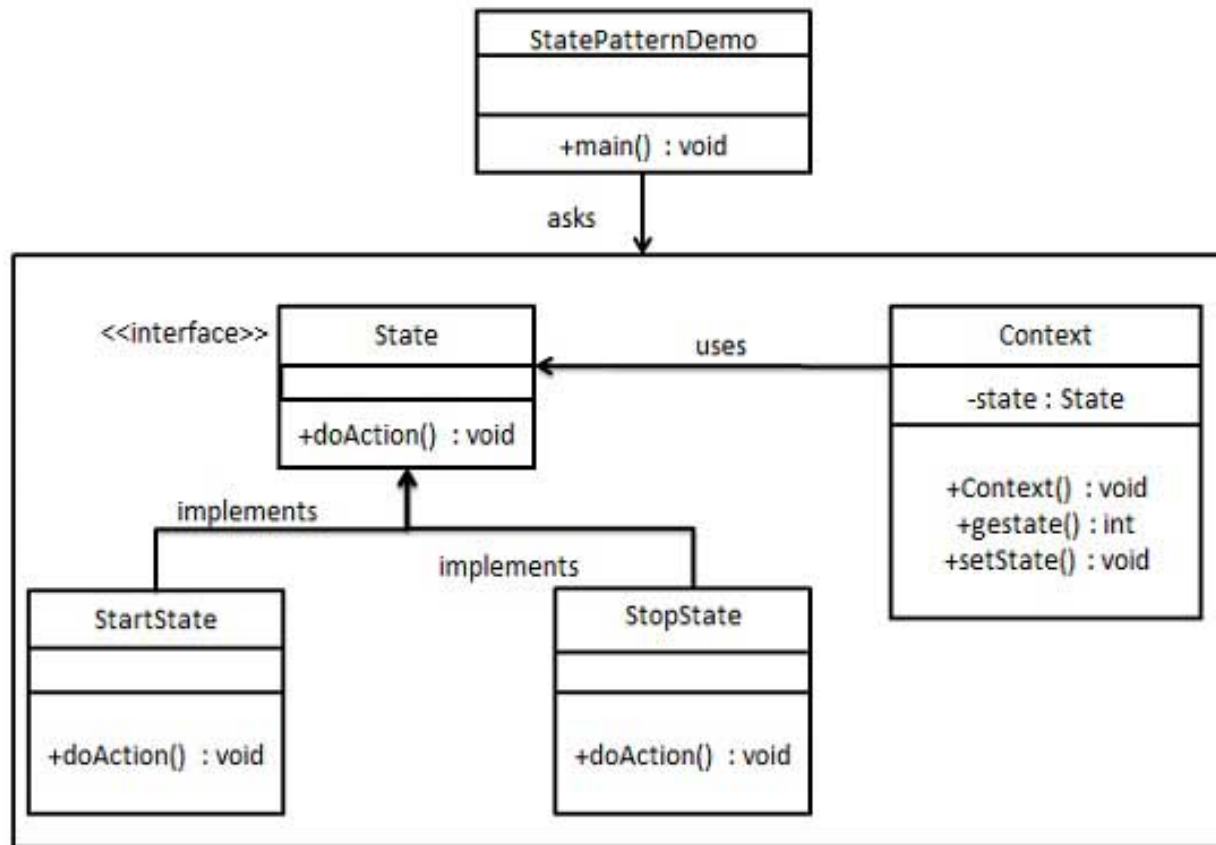 StatePatternDemo
+main() : void
asks
<<interface>>
State
+doAction() : void
uses
Context
-state : State
+Context() : void
+gestate() : int
+setState() : void
implements
implements
StartState
+doAction() : void
StopState
+doAction() : void